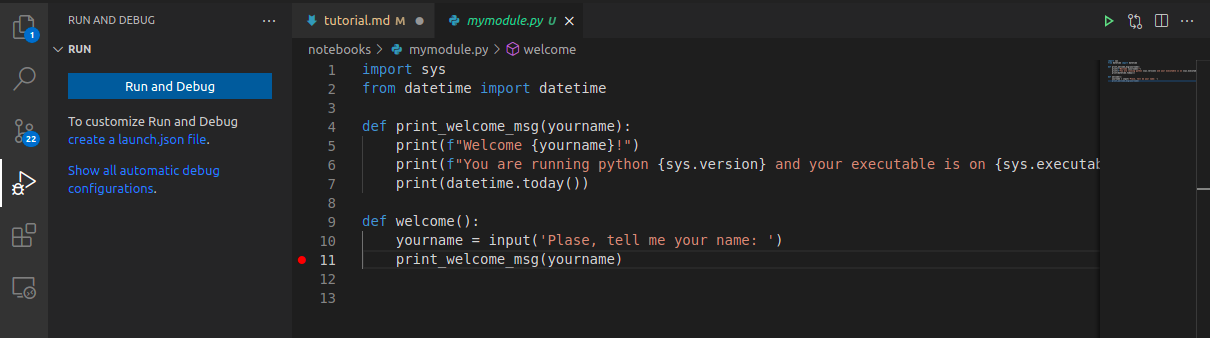 RUN AND DEBUG ···
RUN
Run and Debug
To customize Run and Debug
create a launch.json file.
Show all automatic debug
configurations.
1
22
tutorial.md M
mymodule.py U
notebooks > mymodule.py > welcome
1 import sys
2 from datetime import datetime
3
4 def print_welcome_msg(yourname):
5 print(f"Welcome {yourname}!")
6 print(f"You are running python {sys.version} and your executable is on {sys.executab
7 print(datetime.today())
8
9 def welcome():
10 yourname = input('Plase, tell me your name: ')
11 print_welcome_msg(yourname)
12
13